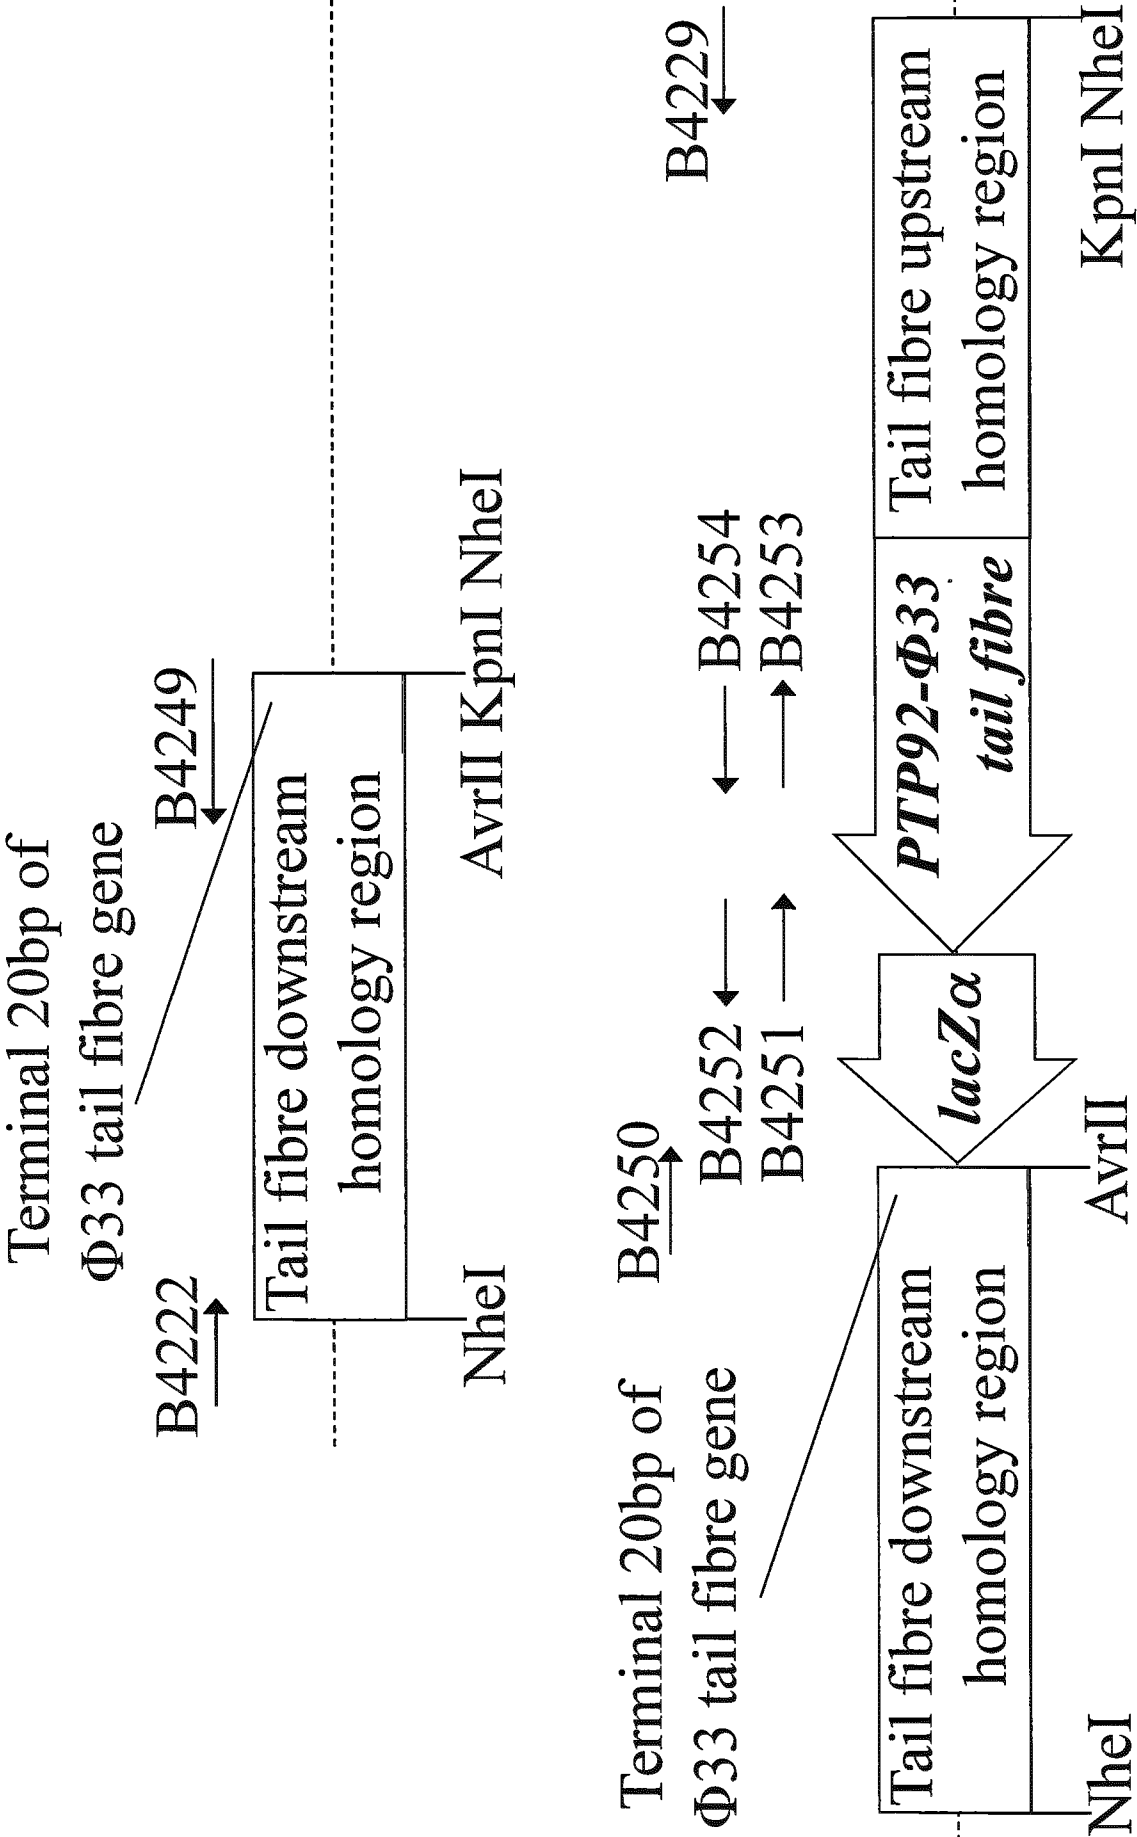 Terminal 20bp of
Φ33 tail fibre gene
B4222
B4249
Tail fibre downstream
homology region
NheI
AvrII KpnI NheI
Terminal 20bp of
Φ33 tail fibre gene
B4250
B4229
B4252
B4254
B4251
B4253
Tail fibre downstream
homology region
lacZα
PTP92-Φ33
tail fibre
Tail fibre upstream
homology region
NheI
AvrII
KpnI NheI